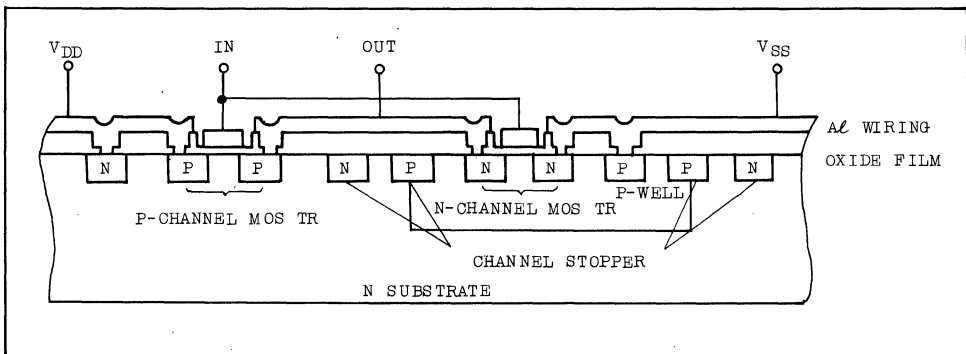 VDD IN OUT VSS
Aℓ WIRING
OXIDE FILM
N P P N P N N P P N
P-WELL
N-CHANNEL MOS TR
P-CHANNEL MOS TR
CHANNEL STOPPER
N SUBSTRATE